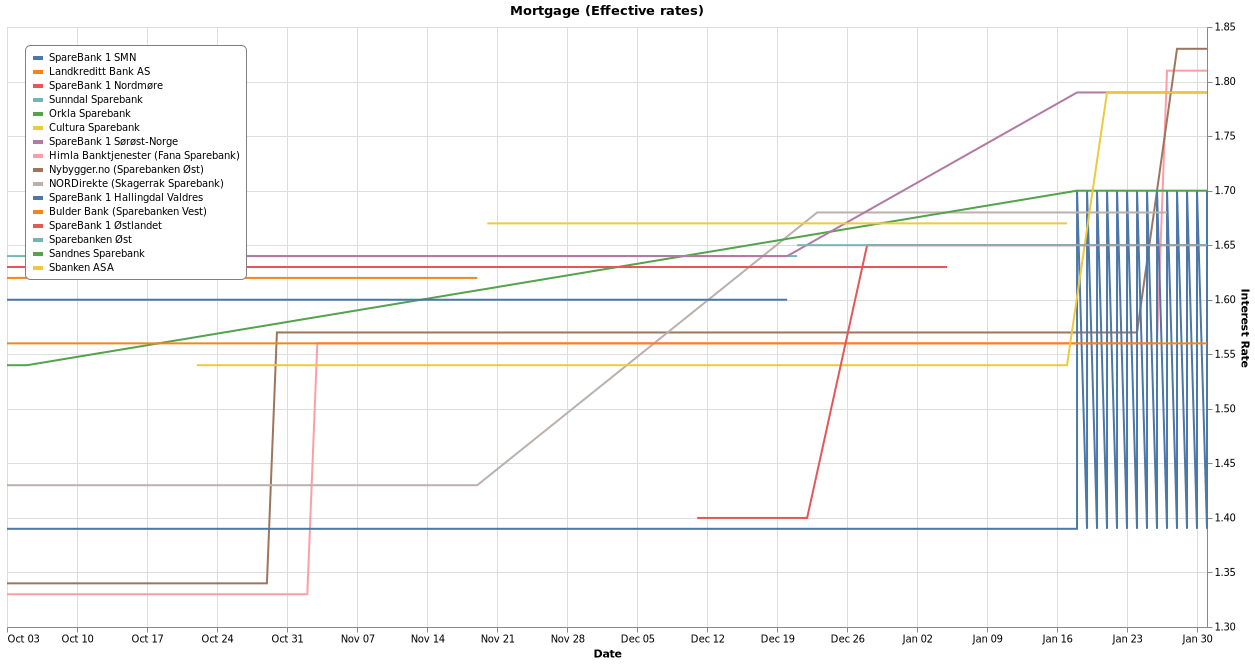 Mortgage (Effective rates)
SpareBank 1 SMN
Landkreditt Bank AS
SpareBank 1 Nordmøre
Sunndal Sparebank
Orkla Sparebank
Cultura Sparebank
SpareBank 1 Sørøst-Norge
Himla Banktjenester (Fana Sparebank)
Nybygger.no (Sparebanken Øst)
NORDirekte (Skagerrak Sparebank)
SpareBank 1 Hallingdal Valdres
Bulder Bank (Sparebanken Vest)
SpareBank 1 Østlandet
Sparebanken Øst
Sandnes Sparebank
Sbanken ASA
1.85
1.80
1.75
1.70
1.65
1.60
1.55
1.50
1.45
1.40
1.35
1.30
Interest Rate
Oct 03 Oct 10 Oct 17 Oct 24 Oct 31 Nov 07 Nov 14 Nov 21 Nov 28 Dec 05 Dec 12 Dec 19 Dec 26 Jan 02 Jan 09 Jan 16 Jan 23 Jan 30
Date